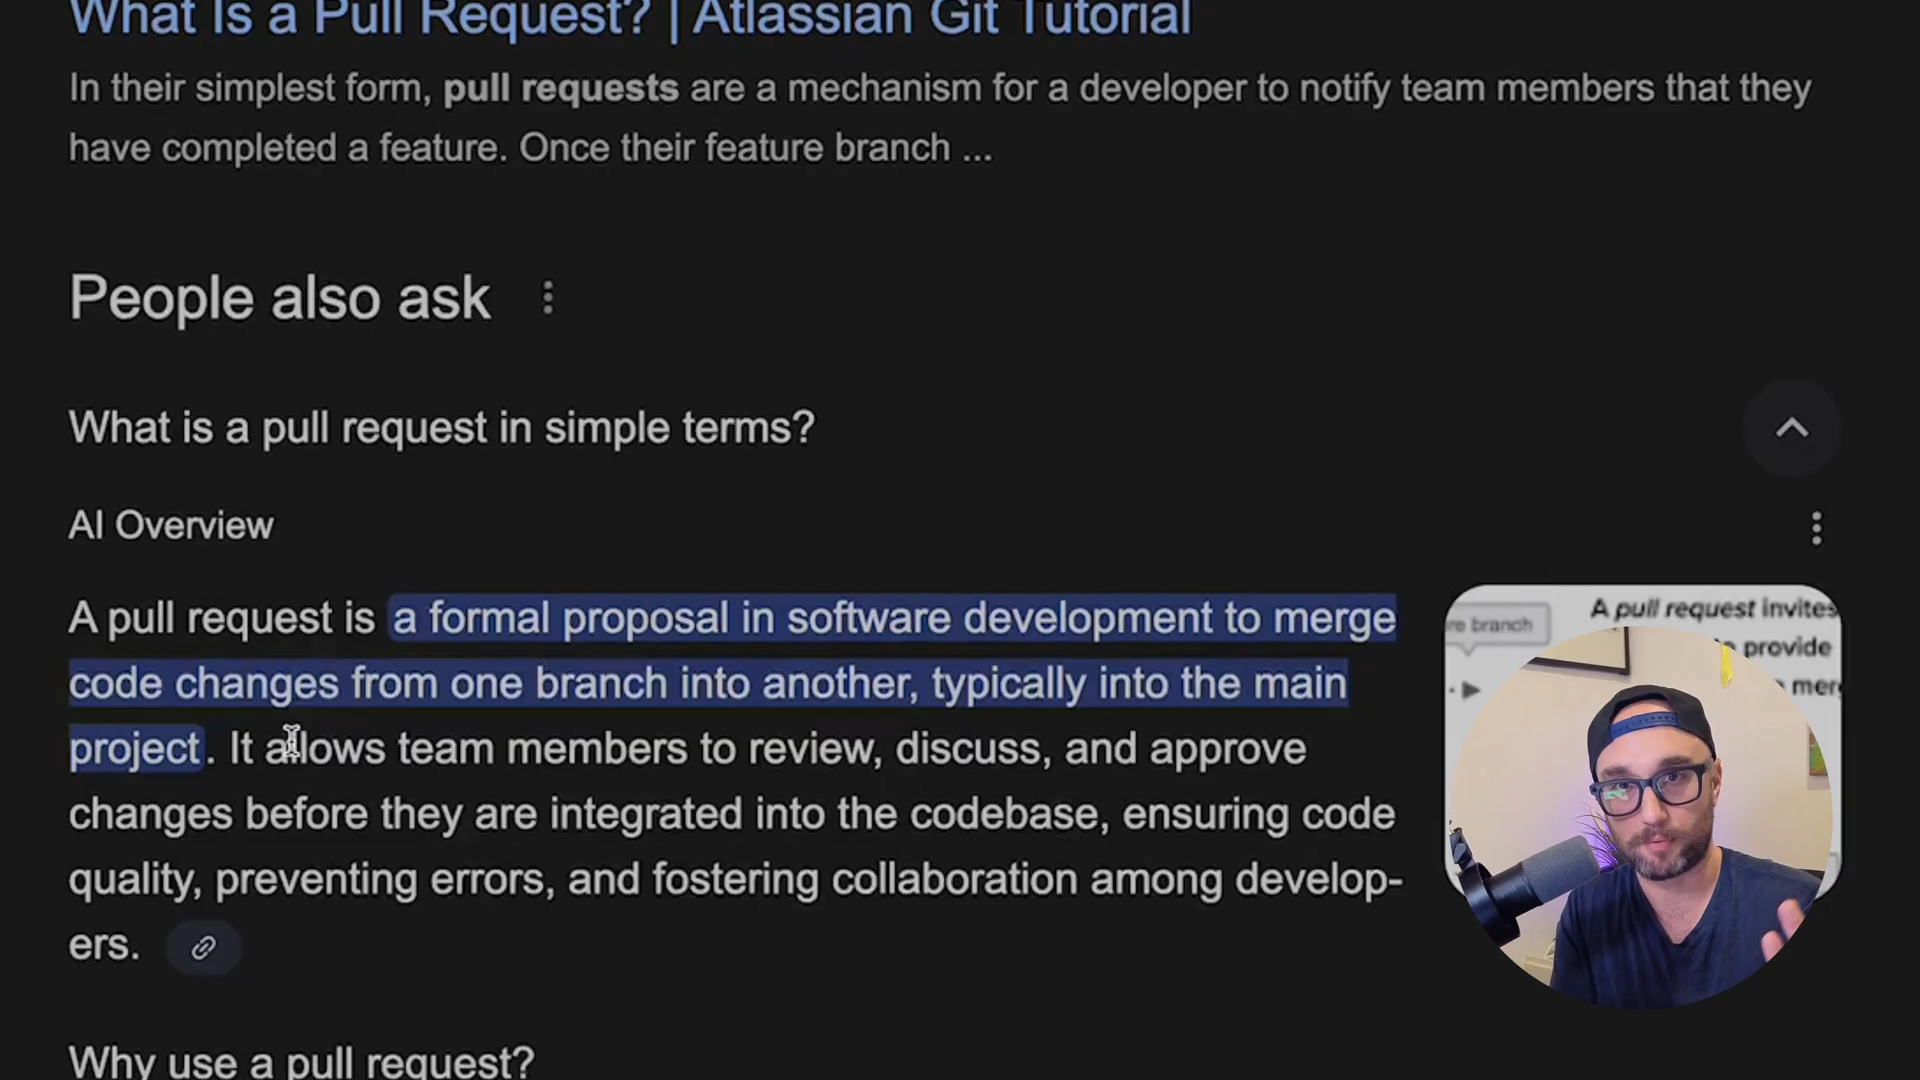 What Is a Pull Request? | Atlassian Git Tutorial
In their simplest form, pull requests are a mechanism for a developer to notify team members that they
have completed a feature. Once their feature branch ...
People also ask
What is a pull request in simple terms?
AI Overview
A pull request is a formal proposal in software development to merge
code changes from one branch into another, typically into the main
project. It allows team members to review, discuss, and approve
changes before they are integrated into the codebase, ensuring code
quality, preventing errors, and fostering collaboration among develop-
ers.
re branch
A pull request invites
provide
mer
Why use a pull request?